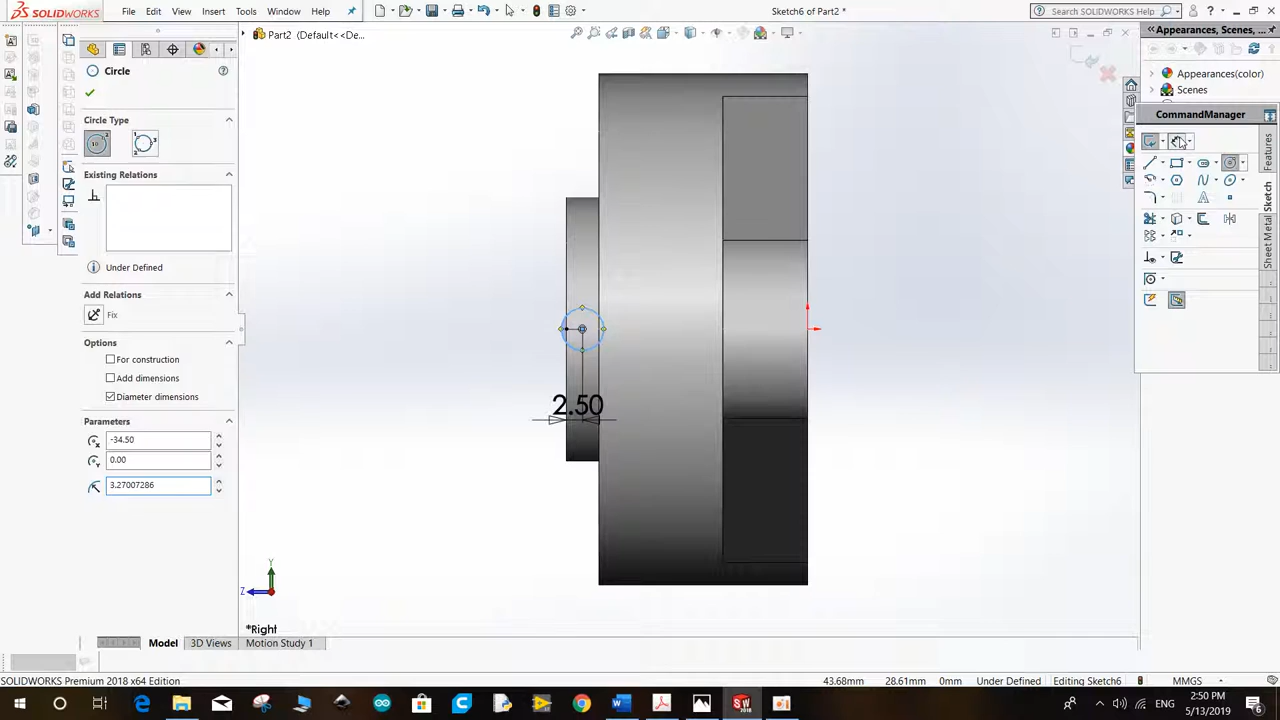 SOLIDWORKS File Edit View Insert Tools Window Help Sketch6 of Part2 * Search SOLIDWORKS Help ?
Part2 (Default<<De...
Appearances, Scenes, ...
Circle
Appearances(color)
Scenes
CommandManager
Circle Type
Features
Sketch
Sheet Metal
Existing Relations
Under Defined
Add Relations
Fix
Options
For construction
Add dimensions
Diameter dimensions
2.50
Parameters
-34.50
0.00
3.27007286
Y
Z
*Right
Model 3D Views Motion Study 1
SOLIDWORKS Premium 2018 x64 Edition 43.68mm 28.61mm 0mm Under Defined Editing Sketch6 MMGS
ENG 2:50 PM
5/13/2019